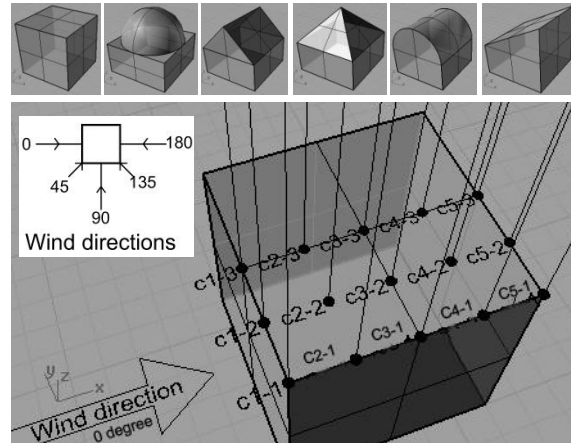 0
180
45
135
90
Wind directions
c1-3 c2-3 c3-3 c4-3 c5-3
c1-2 c2-2 c3-2 c4-2 c5-2
c1-1 C2-1 C3-1 C4-1 C5-1
y z x
Wind direction
0 degree